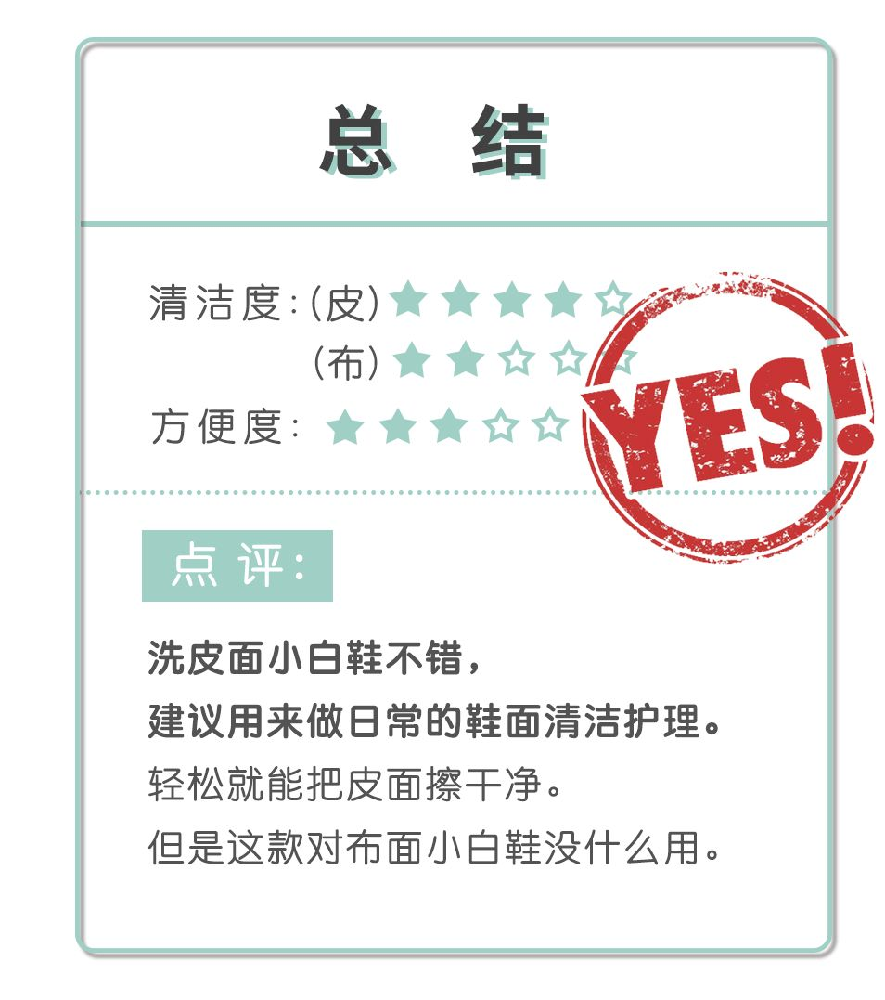 总 结
清洁度:(皮)★★★★☆
(布)★★☆☆☆
方便度:★★★☆☆
YES!
点评:
洗皮面小白鞋不错，
建议用来做日常的鞋面清洁护理。
轻松就能把皮面擦干净。
但是这款对布面小白鞋没什么用。